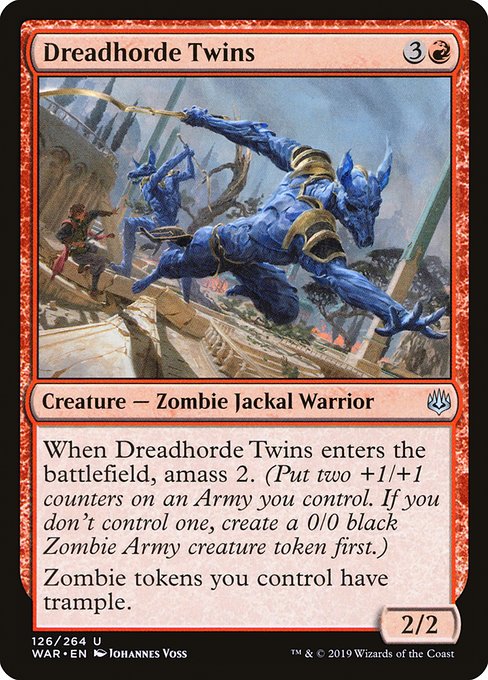 Dreadhorde Twins 3
Creature — Zombie Jackal Warrior
When Dreadhorde Twins enters the
battlefield, amass 2. (Put two +1/+1
counters on an Army you control. If you
don't control one, create a 0/0 black
Zombie Army creature token first.)
Zombie tokens you control have
trample.
2/2
126/264 U
WAR • EN Johannes Voss ™ & © 2019 Wizards of the Coast